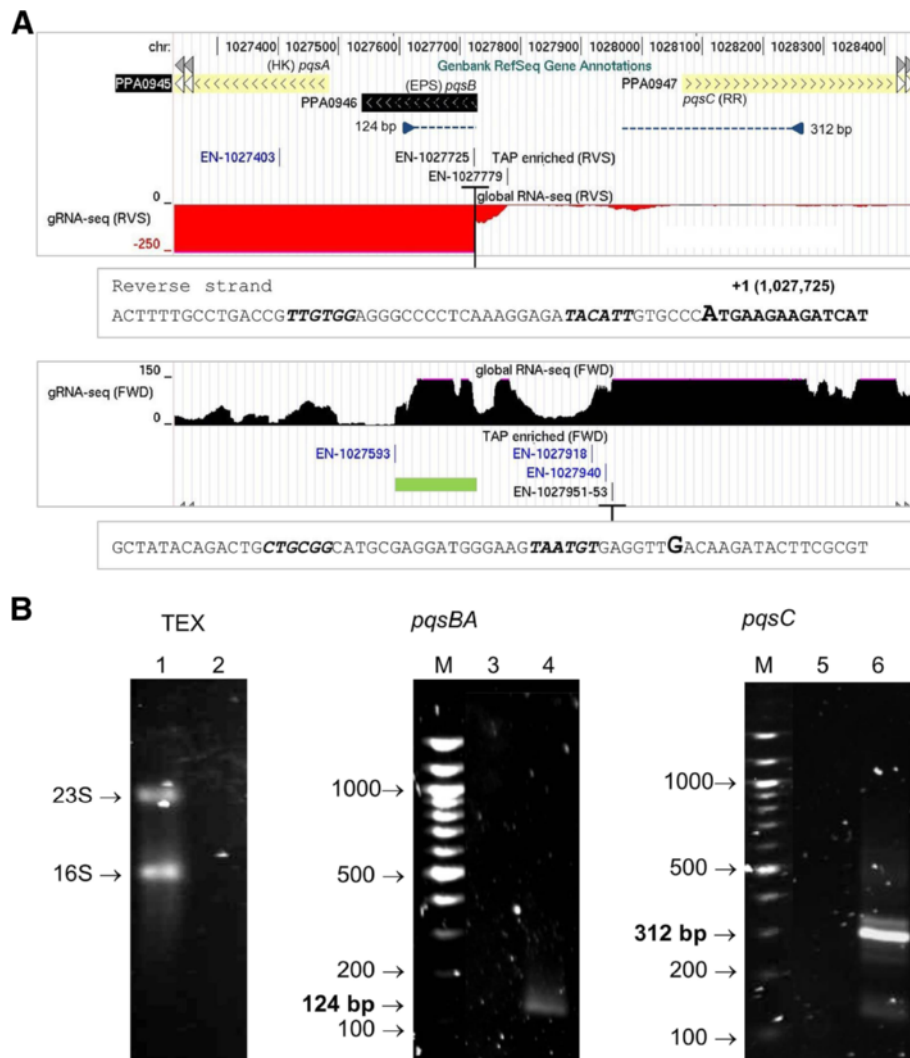 A
chr: 1027400 1027500 1027600 1027700 1027800 1027900 1028000 1028100 1028200 1028300 1028400
Genbank RefSeq Gene Annotations
PPA0945 (HK) pqsA
PPA0946 (EPS) pqsB
PPA0947 pqsC (RR)
124 bp 312 bp
EN-1027403 EN-1027725 TAP enriched (RVS)
EN-1027779
0 global RNA-seq (RVS)
gRNA-seq (RVS)
-250
Reverse strand +1 (1,027,725)
ACTTTTGCCTGACCGTTGTGGAGGGCCCCTCAAAGGAGATACATTGTGCCCATGAAGAAGATCAT
150 global RNA-seq (FWD)
gRNA-seq (FWD)
0
TAP enriched (FWD)
EN-1027593 EN-1027918
EN-1027940
EN-1027951-53
GCTATACAGACTGCTGCGGCATGCGAGGATGGGAAGTAATGTGAGGTTGACAAGATACTTCGCGT
B
TEX pqsBA pqsC
1 2 M 3 4 M 5 6
23S →
16S →
1000→
500→
200→
124 bp →
100→
1000→
500→
312 bp →
200→
100→